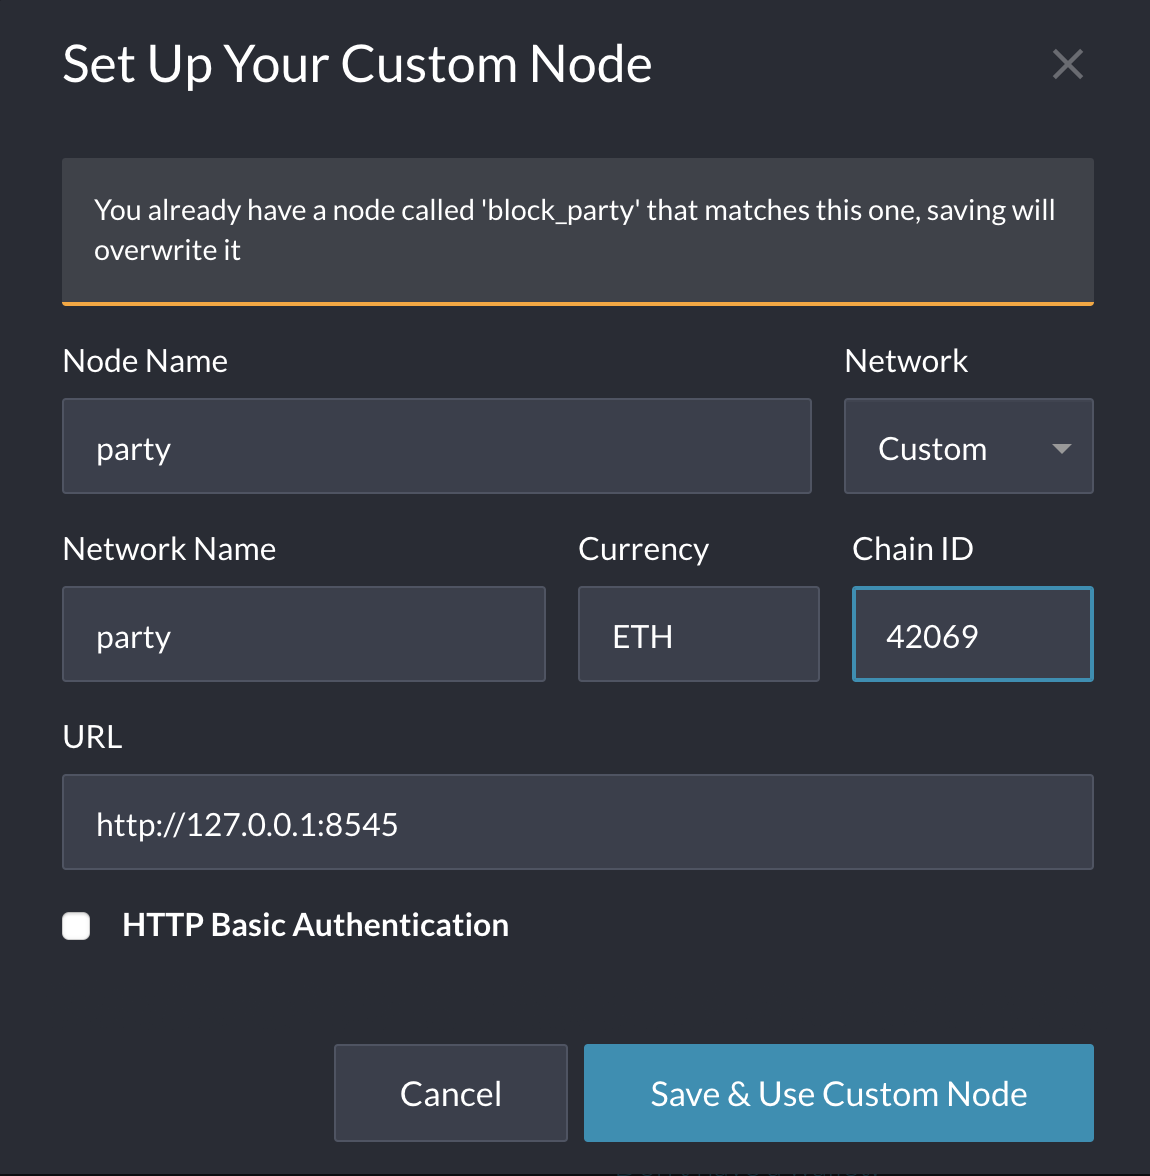 Set Up Your Custom Node
You already have a node called 'block_party' that matches this one, saving will
overwrite it
Node Name
Network
party
Custom
Network Name
Currency
Chain ID
party
ETH
42069
URL
http://127.0.0.1:8545
HTTP Basic Authentication
Cancel
Save & Use Custom Node